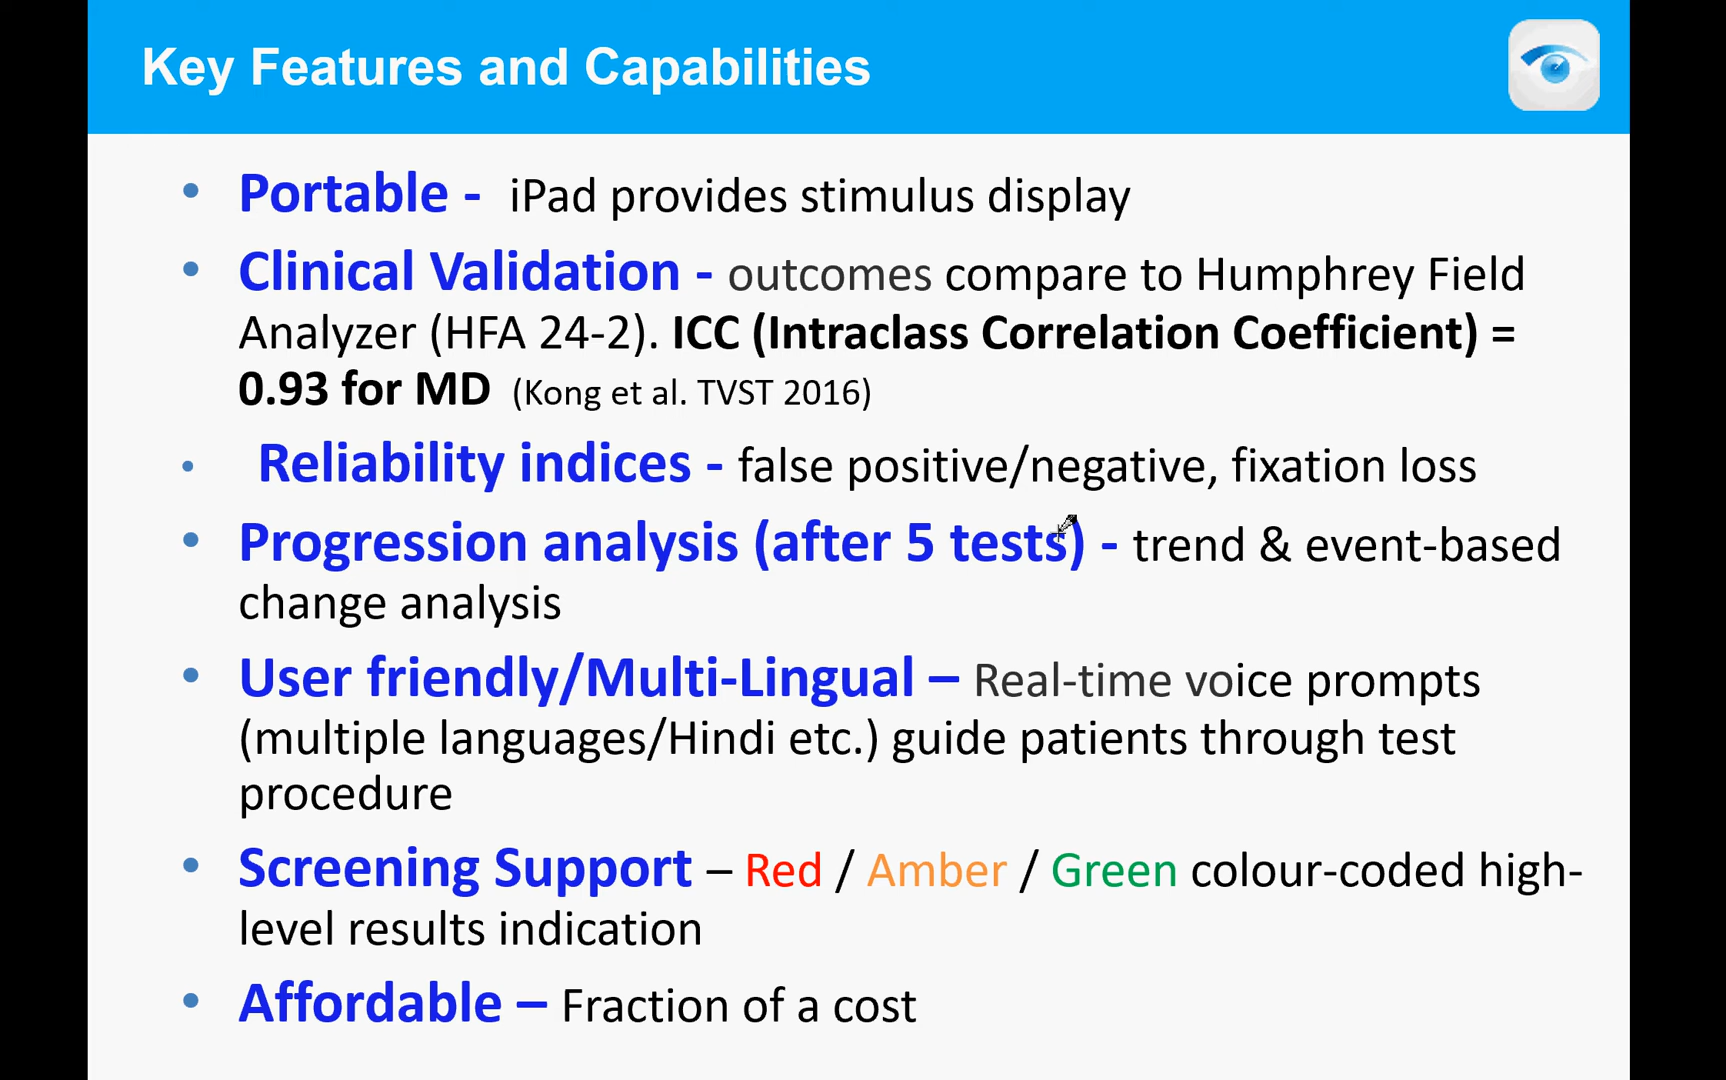 Key Features and Capabilities
• Portable - iPad provides stimulus display
• Clinical Validation - outcomes compare to Humphrey Field
Analyzer (HFA 24-2). ICC (Intraclass Correlation Coefficient) =
0.93 for MD (Kong et al. TVST 2016)
• Reliability indices - false positive/negative, fixation loss
• Progression analysis (after 5 tests) - trend & event-based
change analysis
• User friendly/Multi-Lingual – Real-time voice prompts
(multiple languages/Hindi etc.) guide patients through test
procedure
• Screening Support – Red / Amber / Green colour-coded high-
level results indication
• Affordable – Fraction of a cost